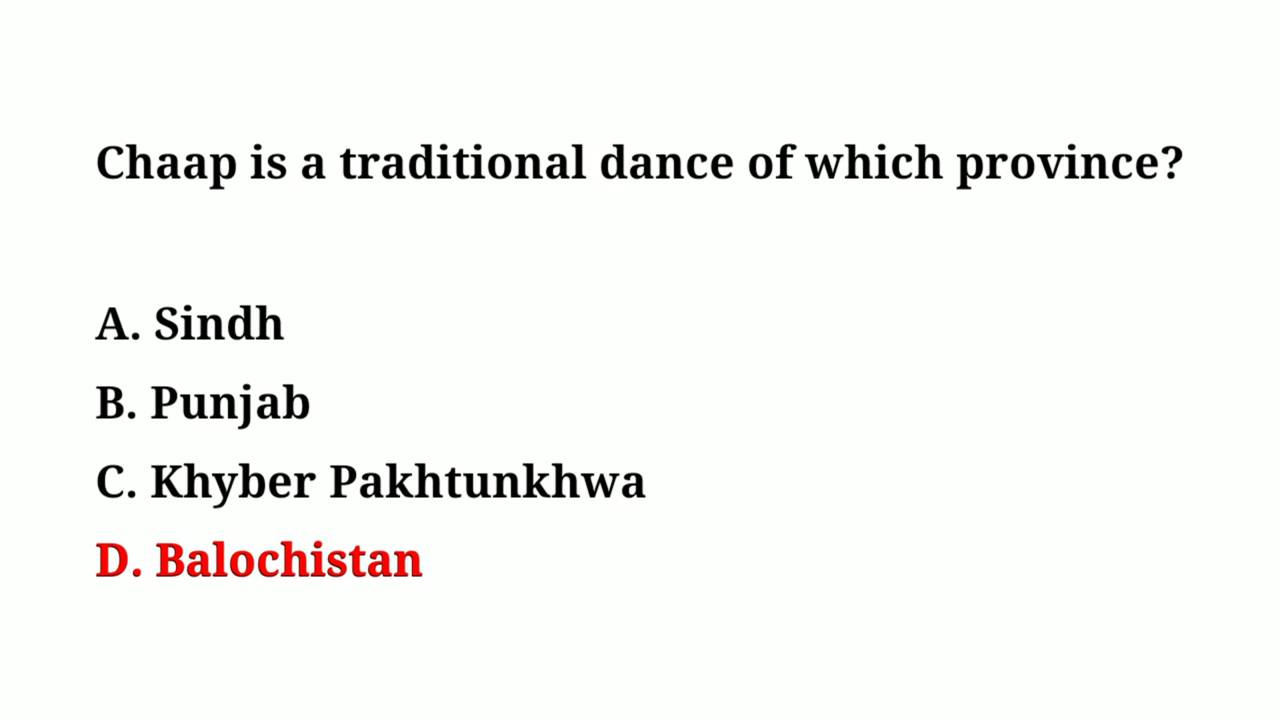 Chaap is a traditional dance of which province?
A. Sindh
B. Punjab
C. Khyber Pakhtunkhwa
D. Balochistan